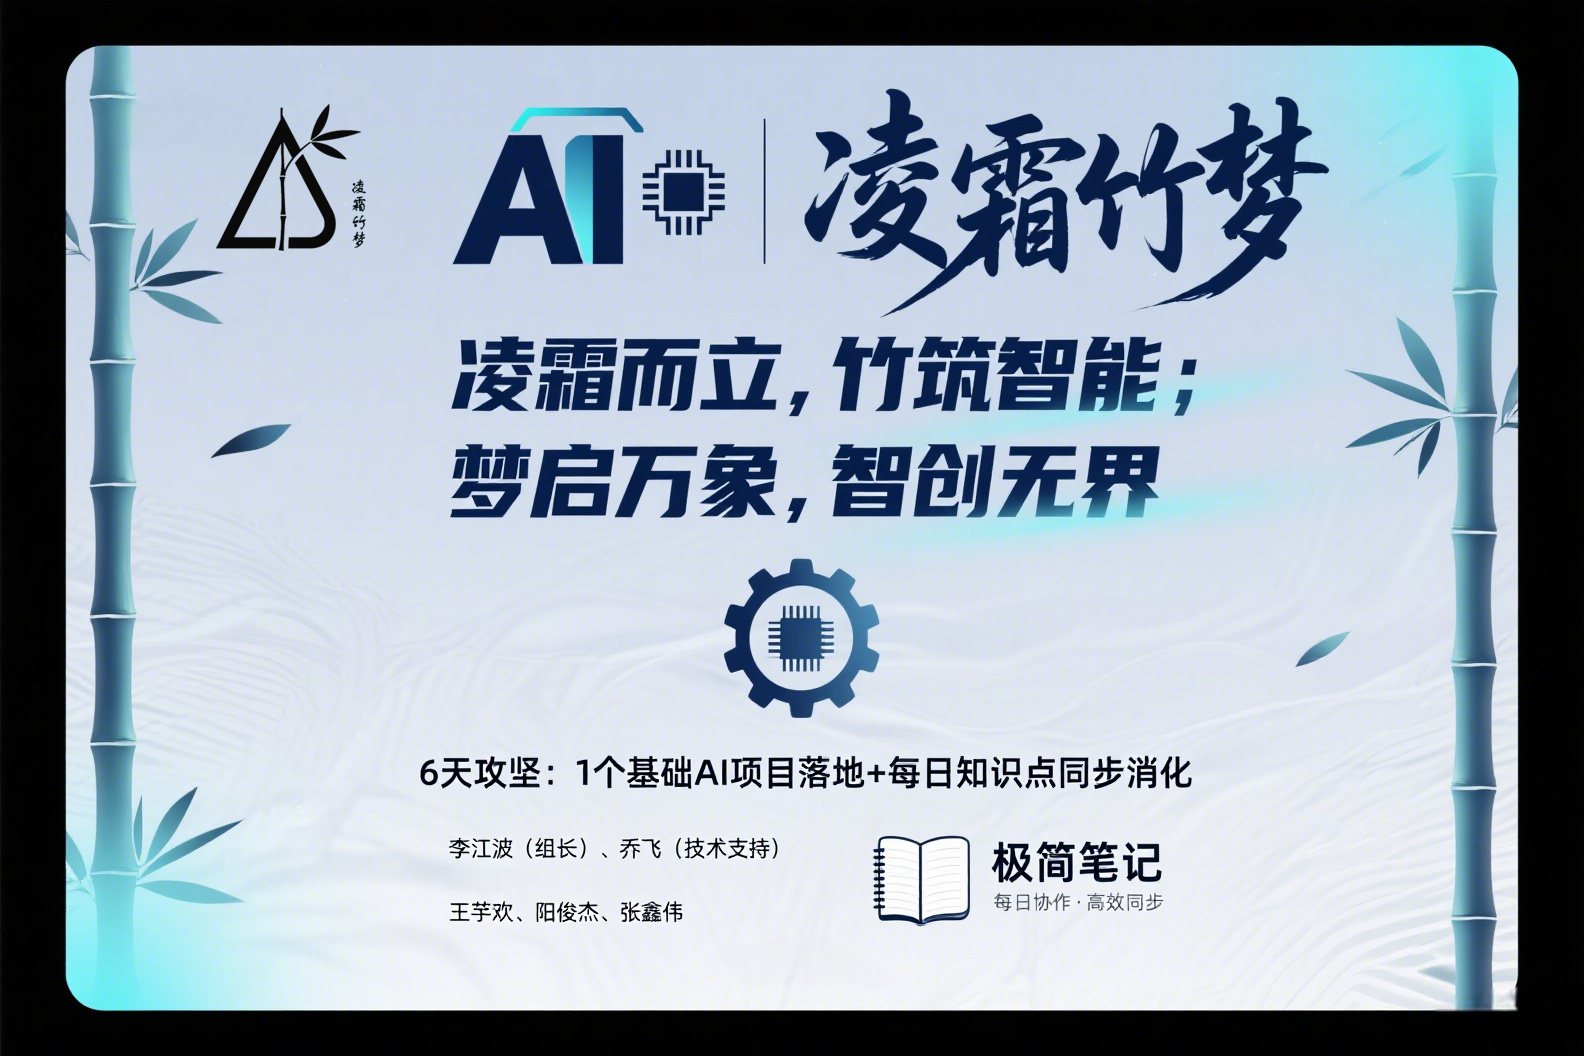 凌霜竹梦
AI
凌霜竹梦
凌霜而立，竹筑智能；
梦启万象，智创无界
6天攻坚：1个基础AI项目落地+每日知识点同步消化
李江波（组长）、乔飞（技术支持）
王芋欢、阳俊杰、张鑫伟
极简笔记
每日协作·高效同步